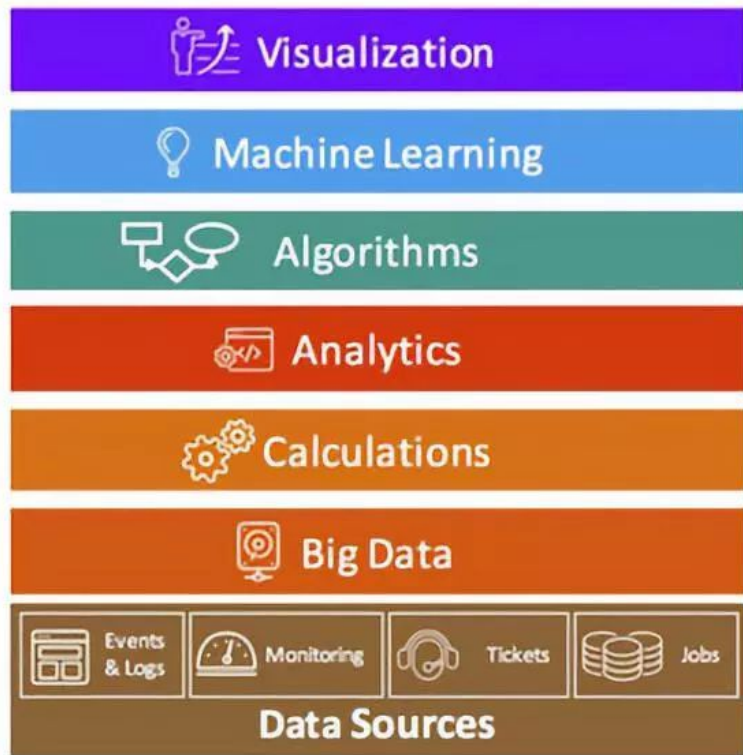 Visualization
Machine Learning
Algorithms
Analytics
Calculations
Big Data
Events
& Logs
Monitoring
Tickets
Jobs
Data Sources